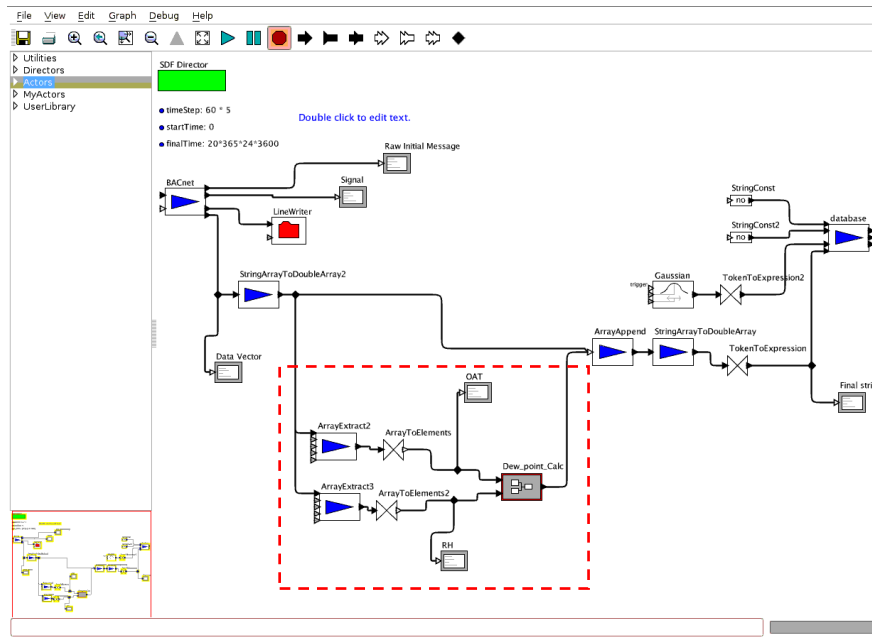 File View Edit Graph Debug Help
Utilities
Directors
Actors
MyActors
UserLibrary
SDF Director
timeStep: 60 * 5
startTime: 0
finalTime: 20*365*24*3600
Double click to edit text.
Raw Initial Message
BACnet
Signal
LineWriter
StringConst
no
StringConst2
no
database
StringArrayToDoubleArray2
Gaussian
trigger
TokenToExpression2
ArrayAppend
StringArrayToDoubleArray
TokenToExpression
Data Vector
OAT
Final stri
ArrayExtract2
ArrayToElements
Dew_point_Calc
ArrayExtract3
ArrayToElements2
RH